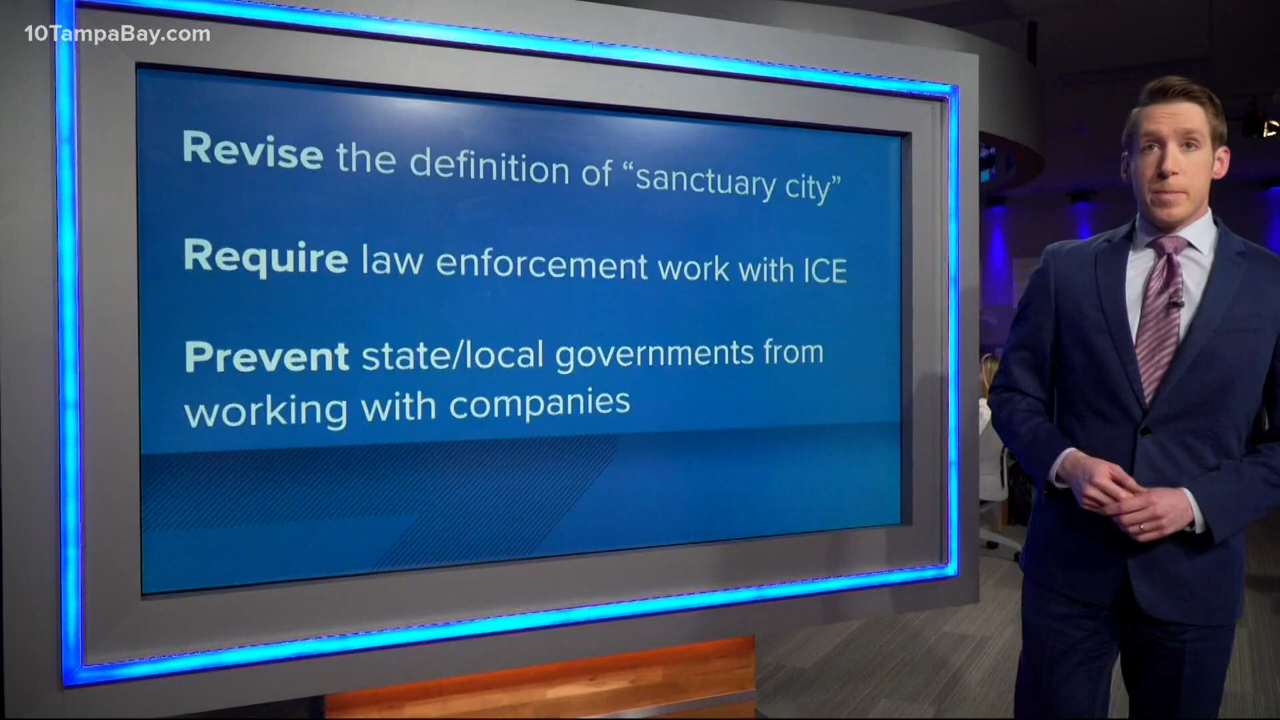 10TampaBay.com
Revise the definition of “sanctuary city”
Require law enforcement work with ICE
Prevent state/local governments from
working with companies